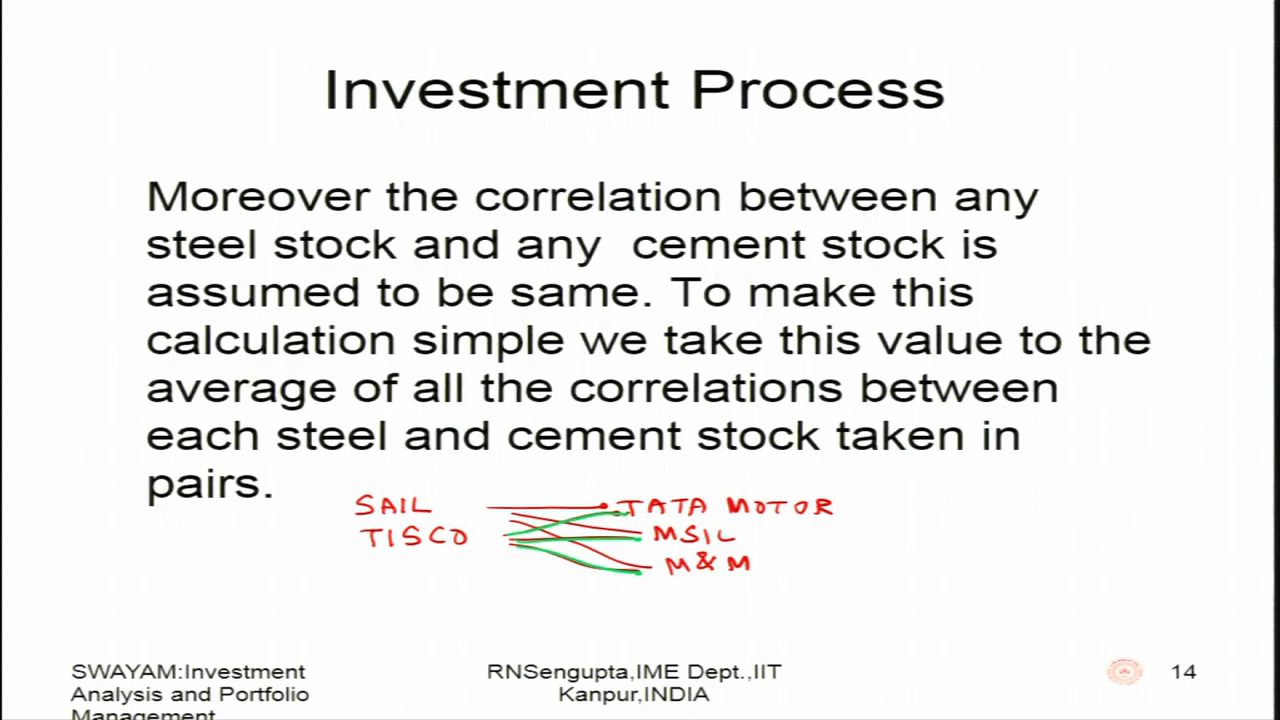 Investment Process
Moreover the correlation between any
steel stock and any cement stock is
assumed to be same. To make this
calculation simple we take this value to the
average of all the correlations between
each steel and cement stock taken in
pairs.
SAIL TATA MOTOR
TISCO MSIL
M&M
SWAYAM:Investment
Analysis and Portfolio
Management
RNSengupta,IME Dept.,IIT
Kanpur,INDIA
14